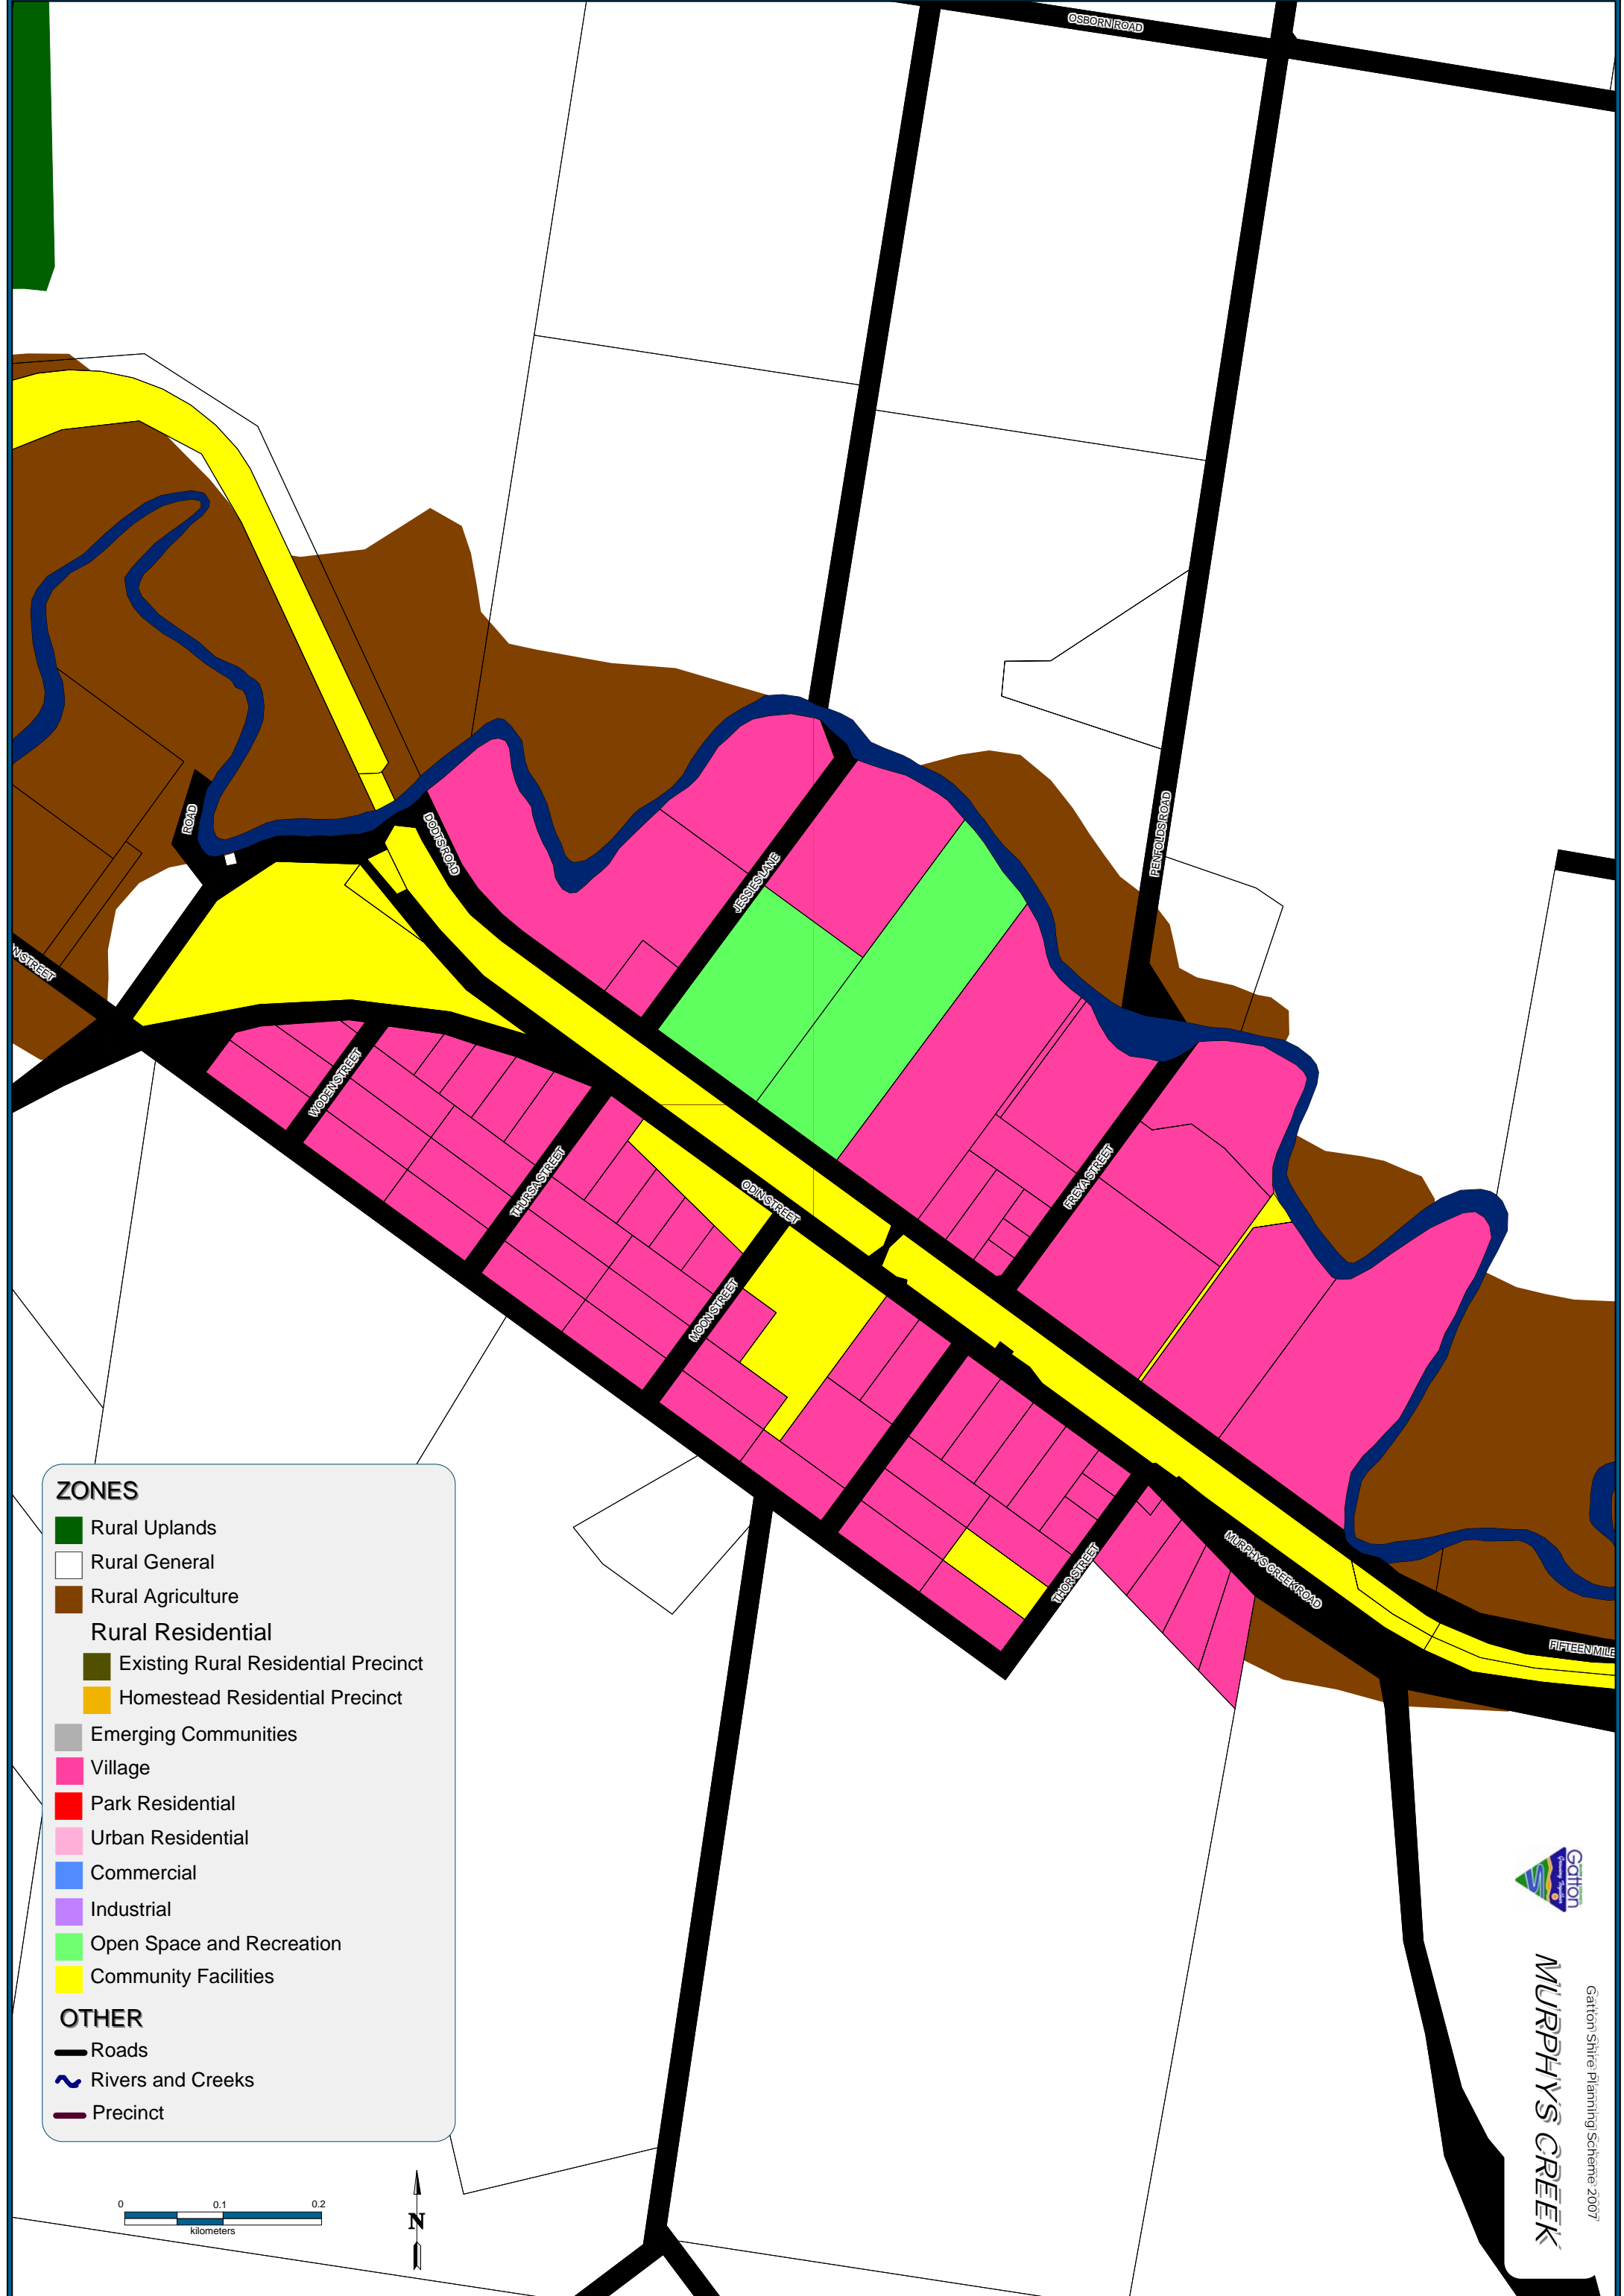 OSBORN ROAD
PENFOLDS ROAD
DODTS ROAD
ROAD
JESSIES LANE
N STREET
WODEN STREET
THURSA STREET
ODIN STREET
FREYA STREET
MOON STREET
THOR STREET
MURPHYS CREEK ROAD
FIFTEEN MILE
ZONES
Rural Uplands
Rural General
Rural Agriculture
Rural Residential
Existing Rural Residential Precinct
Homestead Residential Precinct
Emerging Communities
Village
Park Residential
Urban Residential
Commercial
Industrial
Open Space and Recreation
Community Facilities
OTHER
Roads
Rivers and Creeks
Precinct
0 0.1 0.2
kilometers
N
Gatton
Gatton Shire Planning Scheme 2007
MURPHYS CREEK